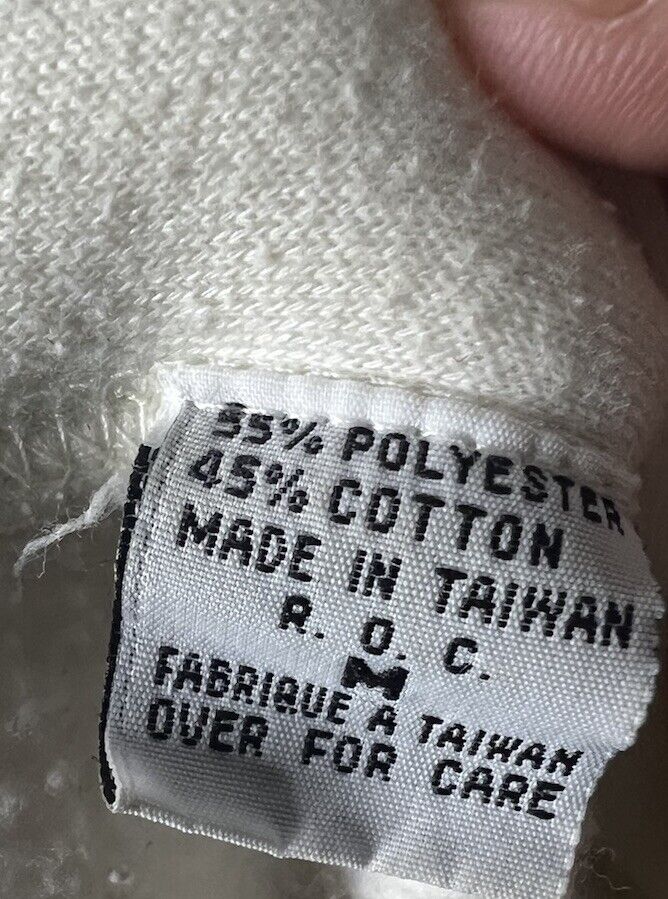 55% POLYESTER
45% COTTON
MADE IN TAIWAN
R. O. C.
M
FABRIQUE A TAIWAN
OVER FOR CARE